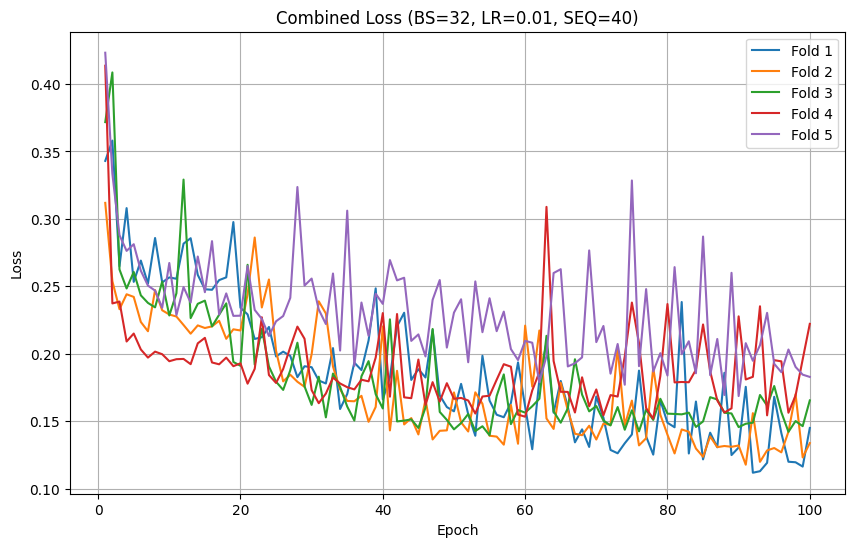 Combined Loss (BS=32, LR=0.01, SEQ=40)
Fold 1
Fold 2
Fold 3
Fold 4
Fold 5
Loss
0.40
0.35
0.30
0.25
0.20
0.15
0.10
0
20
40
60
80
100
Epoch